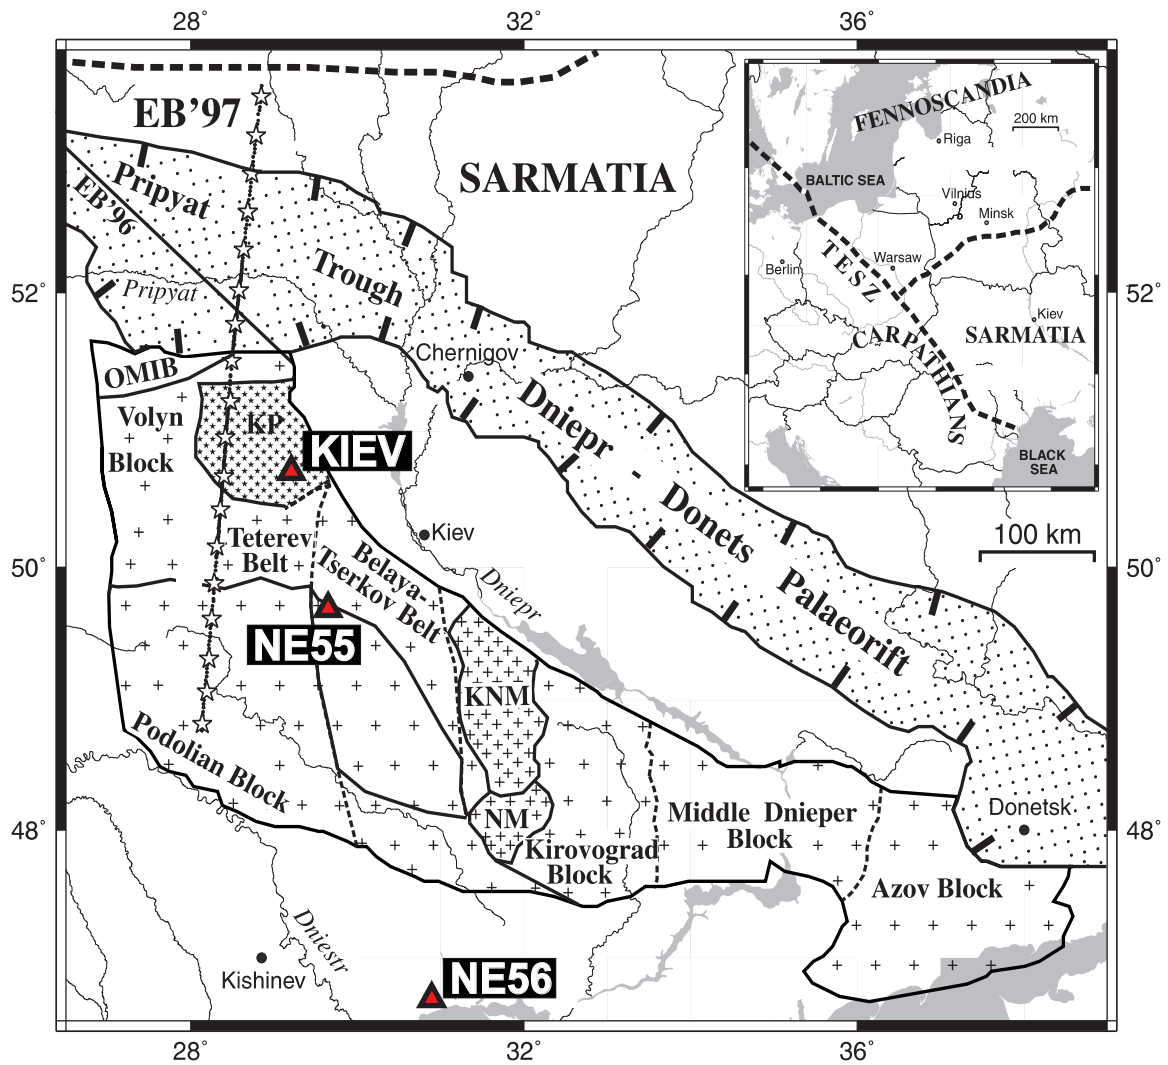 28°
32°
36°
EB’97
SARMATIA
Pripyat
EB’96
Trough
Pripyat
52°
52°
FENNOSCANDIA
200 km
Riga
BALTIC SEA
Vilnius
Minsk
TESZ
Warsaw
Berlin
Kiev
SARMATIA
CARPATHIANS
BLACK
SEA
OMIB
Chernigov
Volyn
Block
KP
KIEV
Dniepr - Donets Palaeorift
100 km
Teterev
Belt
Kiev
Belaya-
Tserkov Belt
Dniepr
50°
50°
NE55
KNM
Podolian Block
NM
Kirovograd
Block
Middle Dnieper
Block
Donetsk
48°
48°
Azov Block
Dniestr
Kishinev
NE56
28°
32°
36°